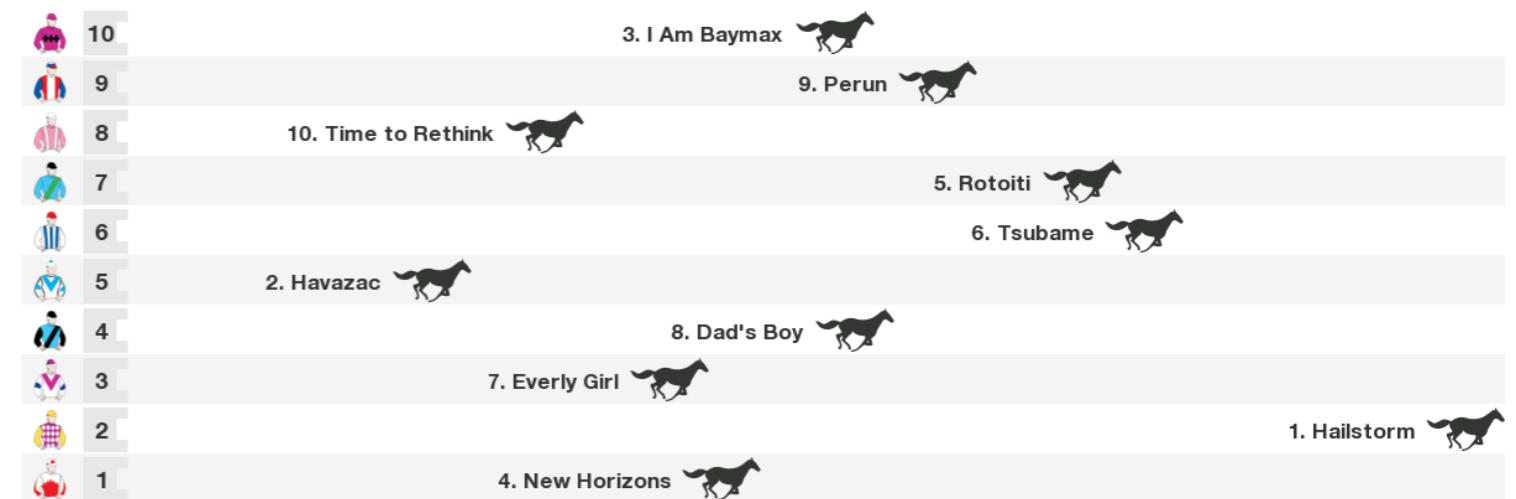 10 3. I Am Baymax
9 9. Perun
8 10. Time to Rethink
7 5. Rotoiti
6 6. Tsubame
5 2. Havazac
4 8. Dad's Boy
3 7. Everly Girl
2 1. Hailstorm
1 4. New Horizons